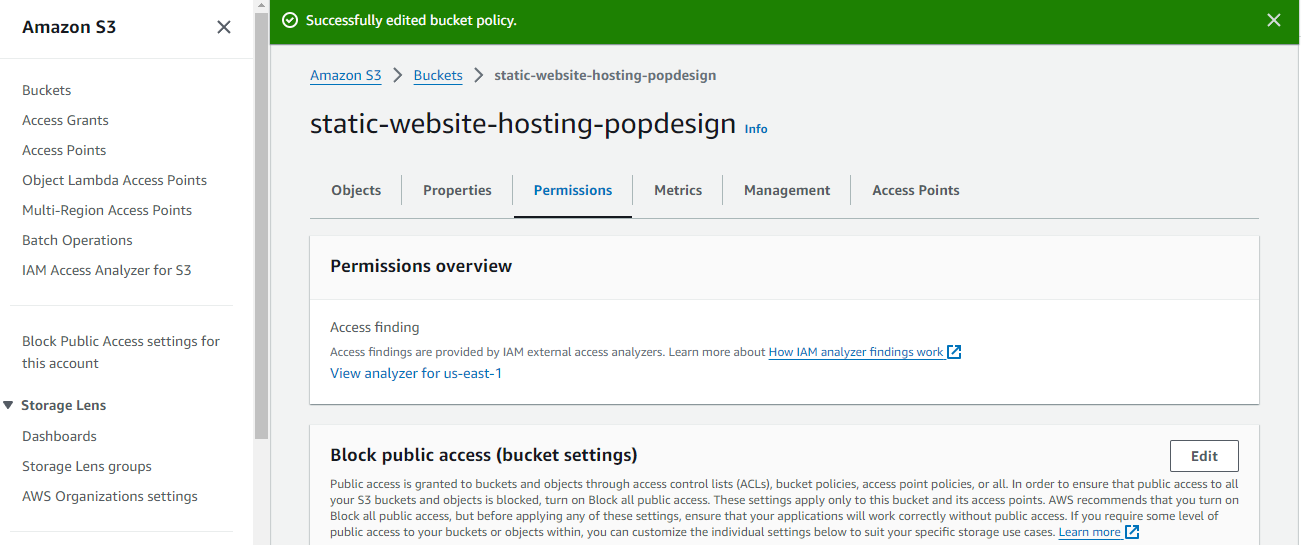 Amazon S3
Buckets
Access Grants
Access Points
Object Lambda Access Points
Multi-Region Access Points
Batch Operations
IAM Access Analyzer for S3
Block Public Access settings for
this account
Storage Lens
Dashboards
Storage Lens groups
AWS Organizations settings
Successfully edited bucket policy.
Amazon S3 > Buckets > static-website-hosting-popdesign
static-website-hosting-popdesign Info
Objects Properties Permissions Metrics Management Access Points
Permissions overview
Access finding
Access findings are provided by IAM external access analyzers. Learn more about How IAM analyzer findings work
View analyzer for us-east-1
Block public access (bucket settings) Edit
Public access is granted to buckets and objects through access control lists (ACLs), bucket policies, access point policies, or all. In order to ensure that public access to all
your S3 buckets and objects is blocked, turn on Block all public access. These settings apply only to this bucket and its access points. AWS recommends that you turn on
Block all public access, but before applying any of these settings, ensure that your applications will work correctly without public access. If you require some level of
public access to your buckets or objects within, you can customize the individual settings below to suit your specific storage use cases. Learn more